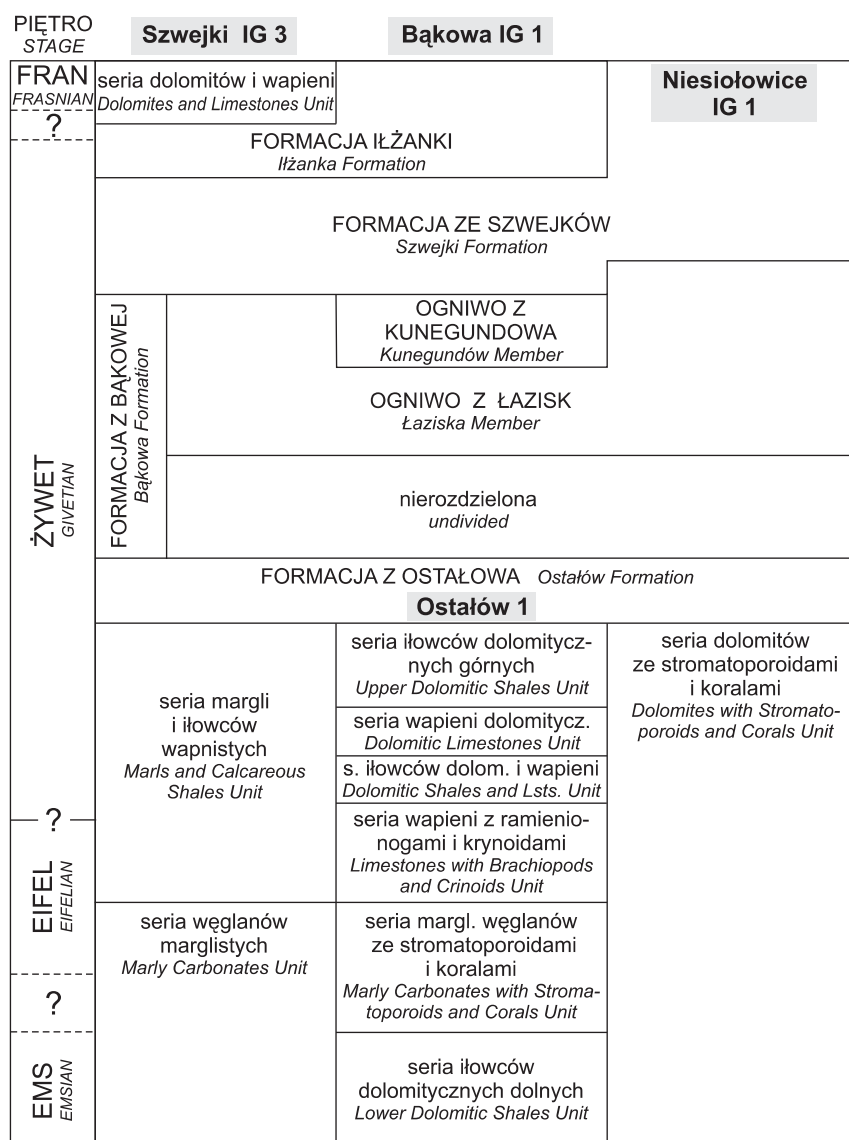 PIĘTRO
STAGE
Szwejki IG 3
Bąkowa IG 1
Niesiołowice
IG 1
FRAN
FRASNIAN
?
seria dolomitów i wapieni
Dolomites and Limestones Unit
FORMACJA IŁŻANKI
Iłżanka Formation
FORMACJA ZE SZWEJKÓW
Szwejki Formation
ŻYWET
GIVETIAN
FORMACJA Z BĄKOWEJ
Bąkowa Formation
OGNIWO Z
KUNEGUNDOWA
Kunegundów Member
OGNIWO Z ŁAZISK
Łaziska Member
nierozdzielona
undivided
FORMACJA Z OSTAŁOWA Ostałów Formation
Ostałów 1
seria margli
i iłowców
wapnistych
Marls and Calcareous
Shales Unit
seria iłowców dolomitycz-
nych górnych
Upper Dolomitic Shales Unit
seria wapieni dolomitycz.
Dolomitic Limestones Unit
s. iłowców dolom. i wapieni
Dolomitic Shales and Lsts. Unit
seria dolomitów
ze stromatoporoidami
i koralami
Dolomites with Stromato-
poroids and Corals Unit
?
EIFEL
EIFELIAN
seria wapieni z ramienio-
nogami i krynoidami
Limestones with Brachiopods
and Crinoids Unit
seria węglanów
marglistych
Marly Carbonates Unit
seria margl. węglanów
ze stromatoporoidami
i koralami
Marly Carbonates with Stroma-
toporoids and Corals Unit
?
EMS
EMSIAN
seria iłowców
dolomitycznych dolnych
Lower Dolomitic Shales Unit